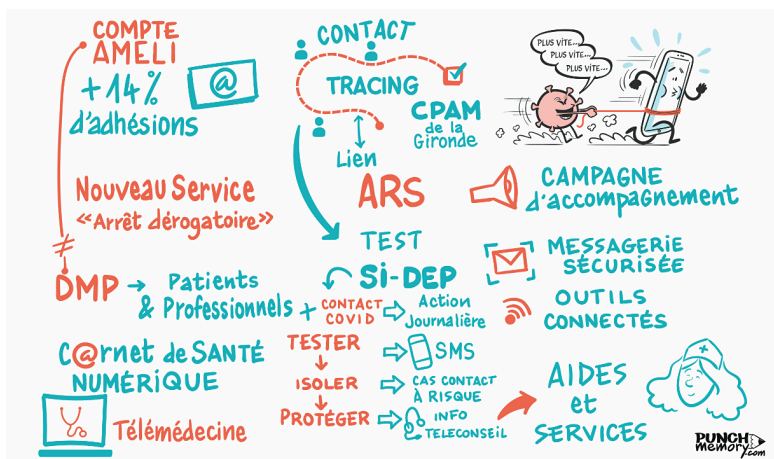 COMPTE
AMELI
+14%
d'adhésions
@
Nouveau Service
«Arrêt dérogatoire»
DMP → Patients
& Professionnels
C@rnet de SANTÉ
NUMÉRIQUE
Télémédecine
CONTACT
TRACING
CPAM
de la
Gironde
Lien
ARS
TEST
Si-DEP
+ CONTACT
COVID
Action
Journalière
TESTER
SMS
ISOLER
CAS CONTACT
À RISQUE
PROTÉGER
INFO
TELECONSEIL
PLUS VITE...
PLUS VITE...
PLUS VITE...
CAMPAGNE
d'accompagnement
MESSAGERIE
SÉCURISÉE
OUTILS
CONNECTÉS
AIDES
et
SERVICES
PUNCH
memory.com